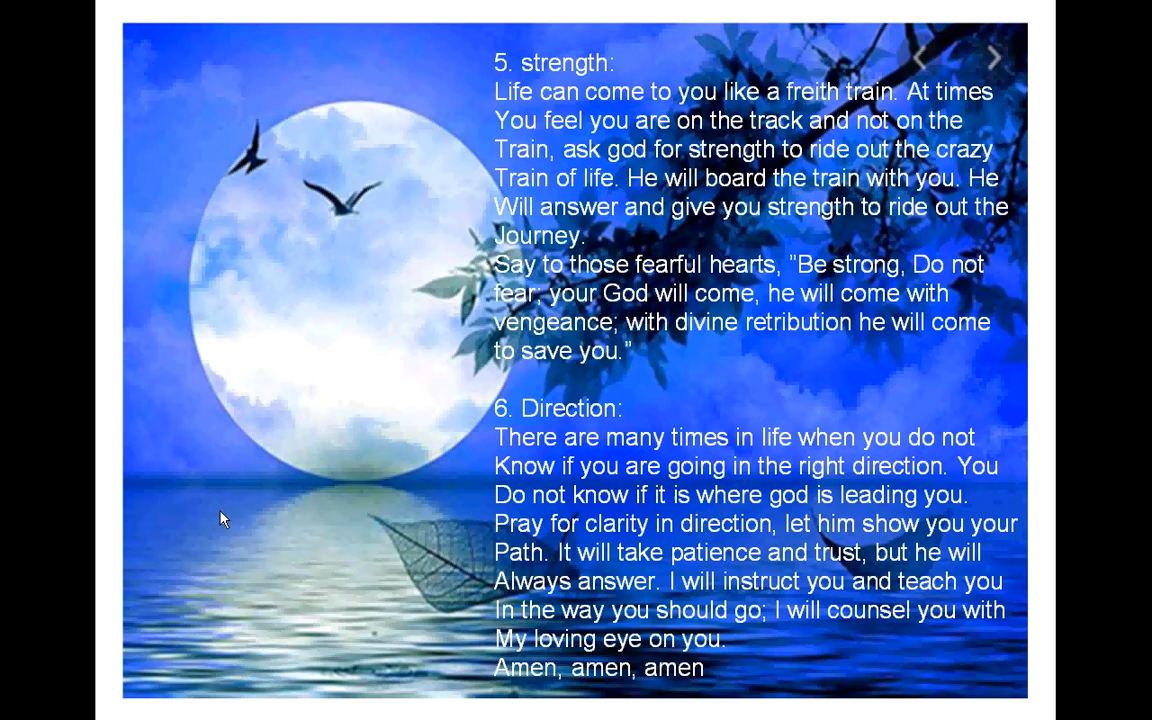 5. strength:
Life can come to you like a freith train. At times
You feel you are on the track and not on the
Train, ask god for strength to ride out the crazy
Train of life. He will board the train with you. He
Will answer and give you strength to ride out the
Journey.
Say to those fearful hearts, "Be strong, Do not
fear; your God will come, he will come with
vengeance; with divine retribution he will come
to save you."
6. Direction:
There are many times in life when you do not
Know if you are going in the right direction. You
Do not know if it is where god is leading you.
Pray for clarity in direction, let him show you your
Path. It will take patience and trust, but he will
Always answer. I will instruct you and teach you
In the way you should go; I will counsel you with
My loving eye on you.
Amen, amen, amen